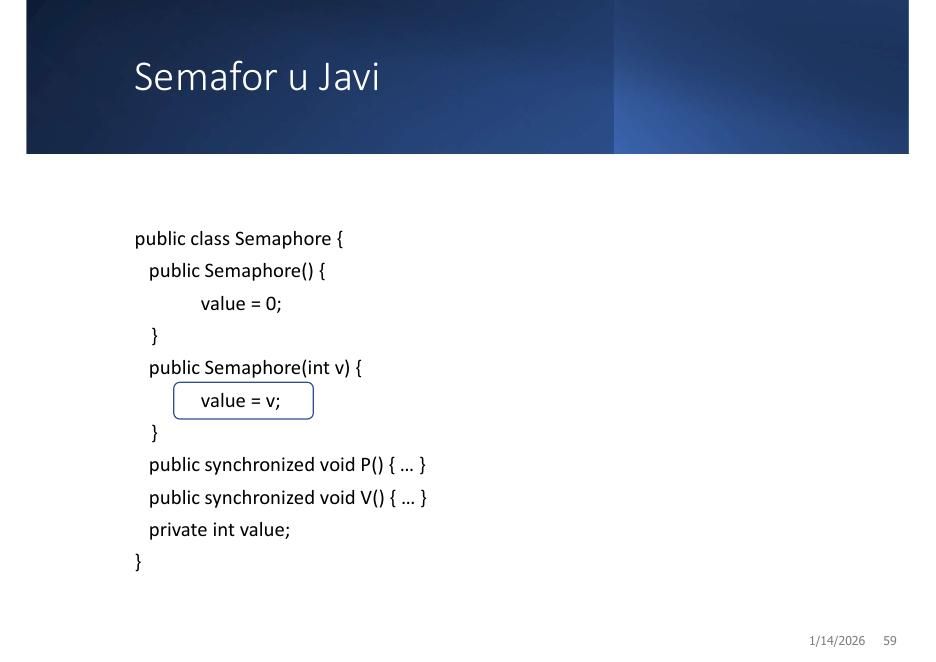 Semafor u Javi
public class Semaphore {
public Semaphore() {
value = 0;
}
public Semaphore(int v) {
value = v;
}
public synchronized void P() { … }
public synchronized void V() { … }
private int value;
}
1/14/2026 59